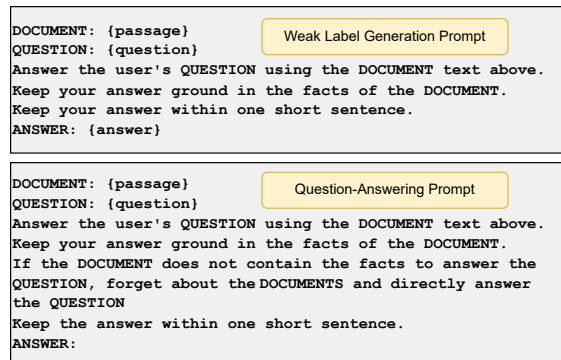 DOCUMENT: {passage}
Weak Label Generation Prompt
QUESTION: {question}
Answer the user's QUESTION using the DOCUMENT text above.
Keep your answer ground in the facts of the DOCUMENT.
Keep your answer within one short sentence.
ANSWER: {answer}
DOCUMENT: {passage}
Question-Answering Prompt
QUESTION: {question}
Answer the user's QUESTION using the DOCUMENT text above.
Keep your answer ground in the facts of the DOCUMENT.
If the DOCUMENT does not contain the facts to answer the
QUESTION, forget about the DOCUMENTS and directly answer
the QUESTION
Keep the answer within one short sentence.
ANSWER: